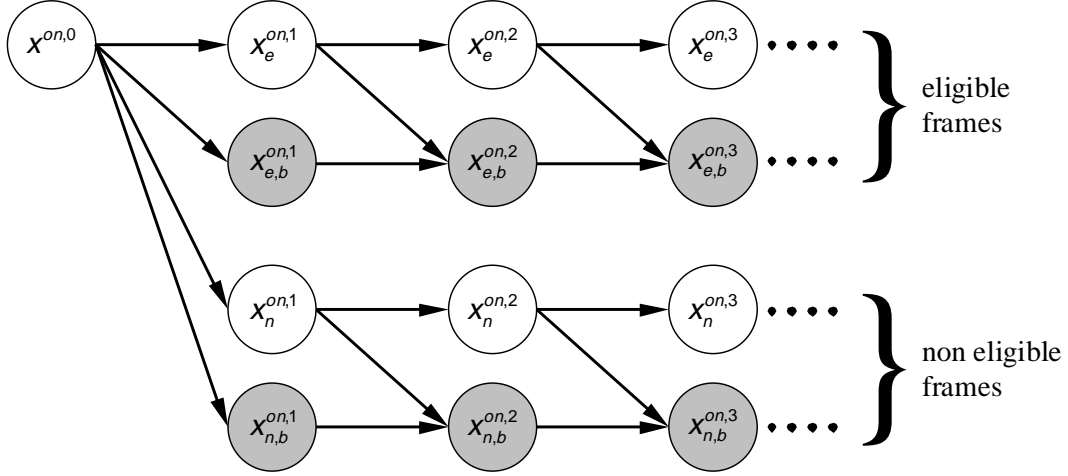 x^{on,0} x_e^{on,1} x_e^{on,2} x_e^{on,3} ....
eligible
frames
x_{e,b}^{on,1} x_{e,b}^{on,2} x_{e,b}^{on,3} ....
x_n^{on,1} x_n^{on,2} x_n^{on,3} ....
non eligible
frames
x_{n,b}^{on,1} x_{n,b}^{on,2} x_{n,b}^{on,3} ....